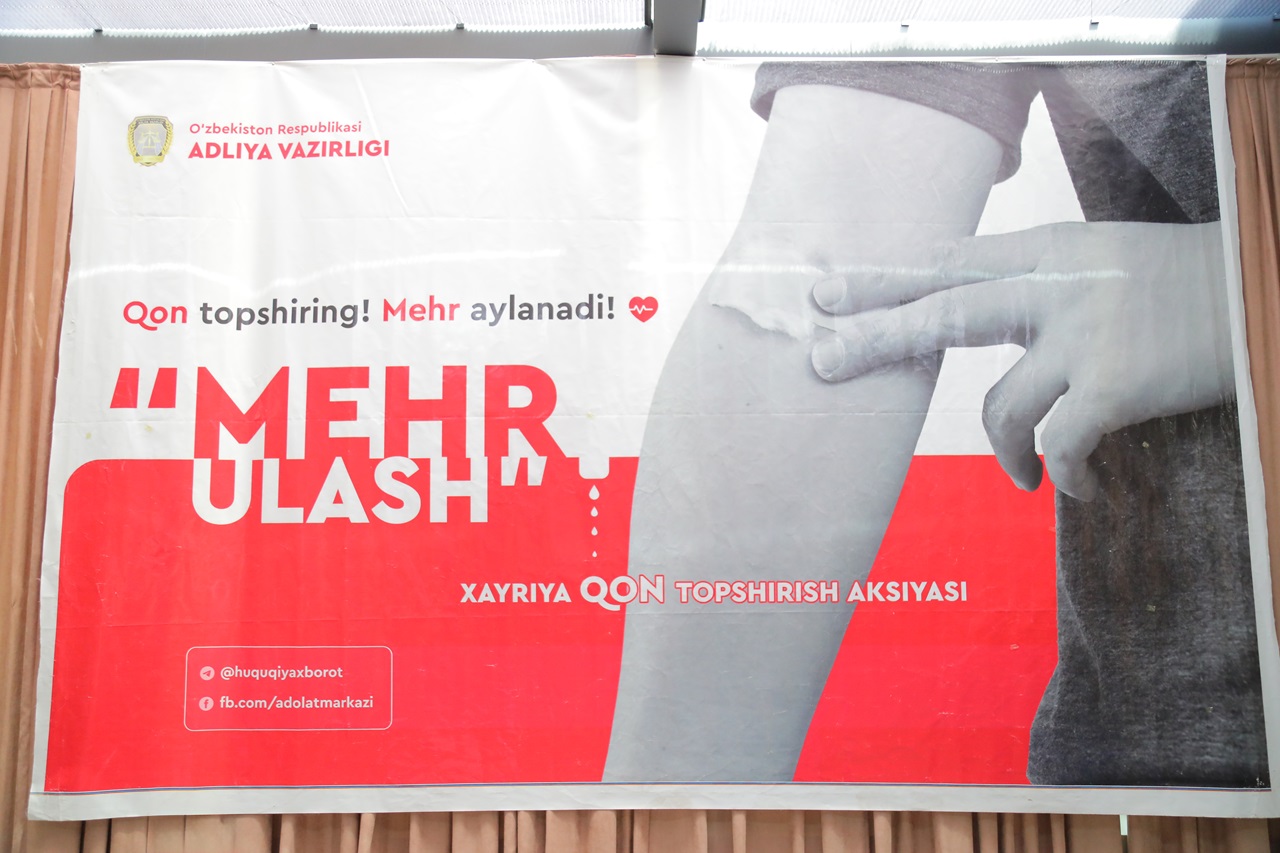 O'zbekiston Respublikasi
ADLIYA VAZIRLIGI
Qon topshiring! Mehr aylanadi!
"MEHR
ULASH"
XAYRIYA QON TOPSHIRISH AKSIYASI
@huquqiyaxborot
fb.com/adolatmarkazi